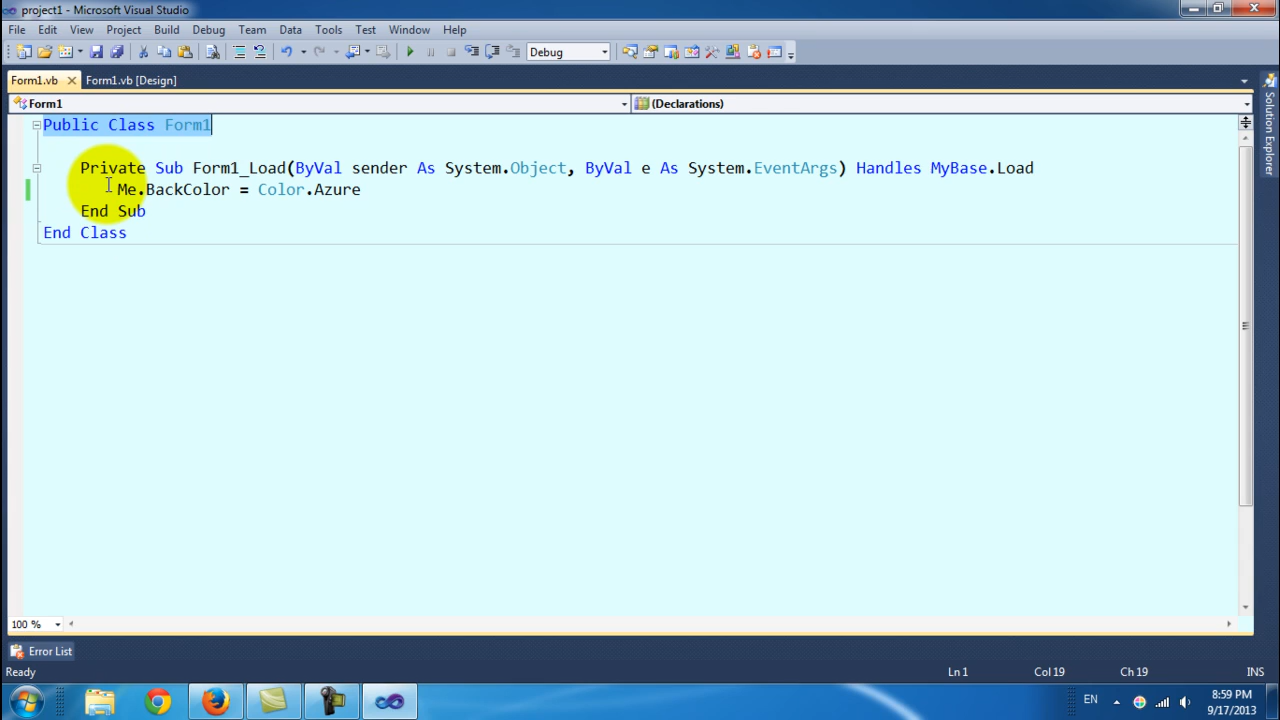 project1 - Microsoft Visual Studio
File Edit View Project Build Debug Team Data Tools Test Window Help
Debug
Form1.vb Form1.vb [Design]
Form1 (Declarations)
Public Class Form1
Private Sub Form1_Load(ByVal sender As System.Object, ByVal e As System.EventArgs) Handles MyBase.Load
Me.BackColor = Color.Azure
End Sub
End Class
Solution Explorer
100 %
Error List
Ready Ln 1 Col 19 Ch 19 INS
EN 8:59 PM
9/17/2013